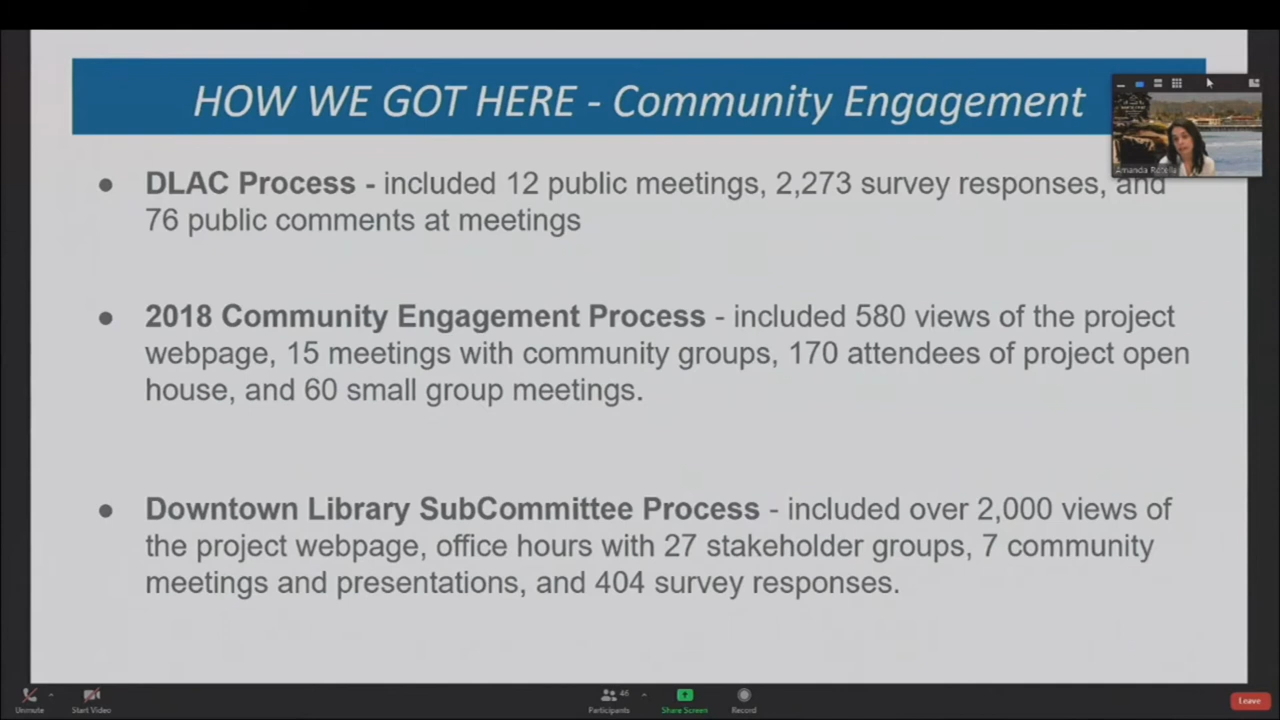 HOW WE GOT HERE - Community Engagement
Amanda Rotella
● DLAC Process - included 12 public meetings, 2,273 survey responses, and
76 public comments at meetings
● 2018 Community Engagement Process - included 580 views of the project
webpage, 15 meetings with community groups, 170 attendees of project open
house, and 60 small group meetings.
● Downtown Library SubCommittee Process - included over 2,000 views of
the project webpage, office hours with 27 stakeholder groups, 7 community
meetings and presentations, and 404 survey responses.
Unmute
Start Video
46
Participants
Share Screen
Record
Leave